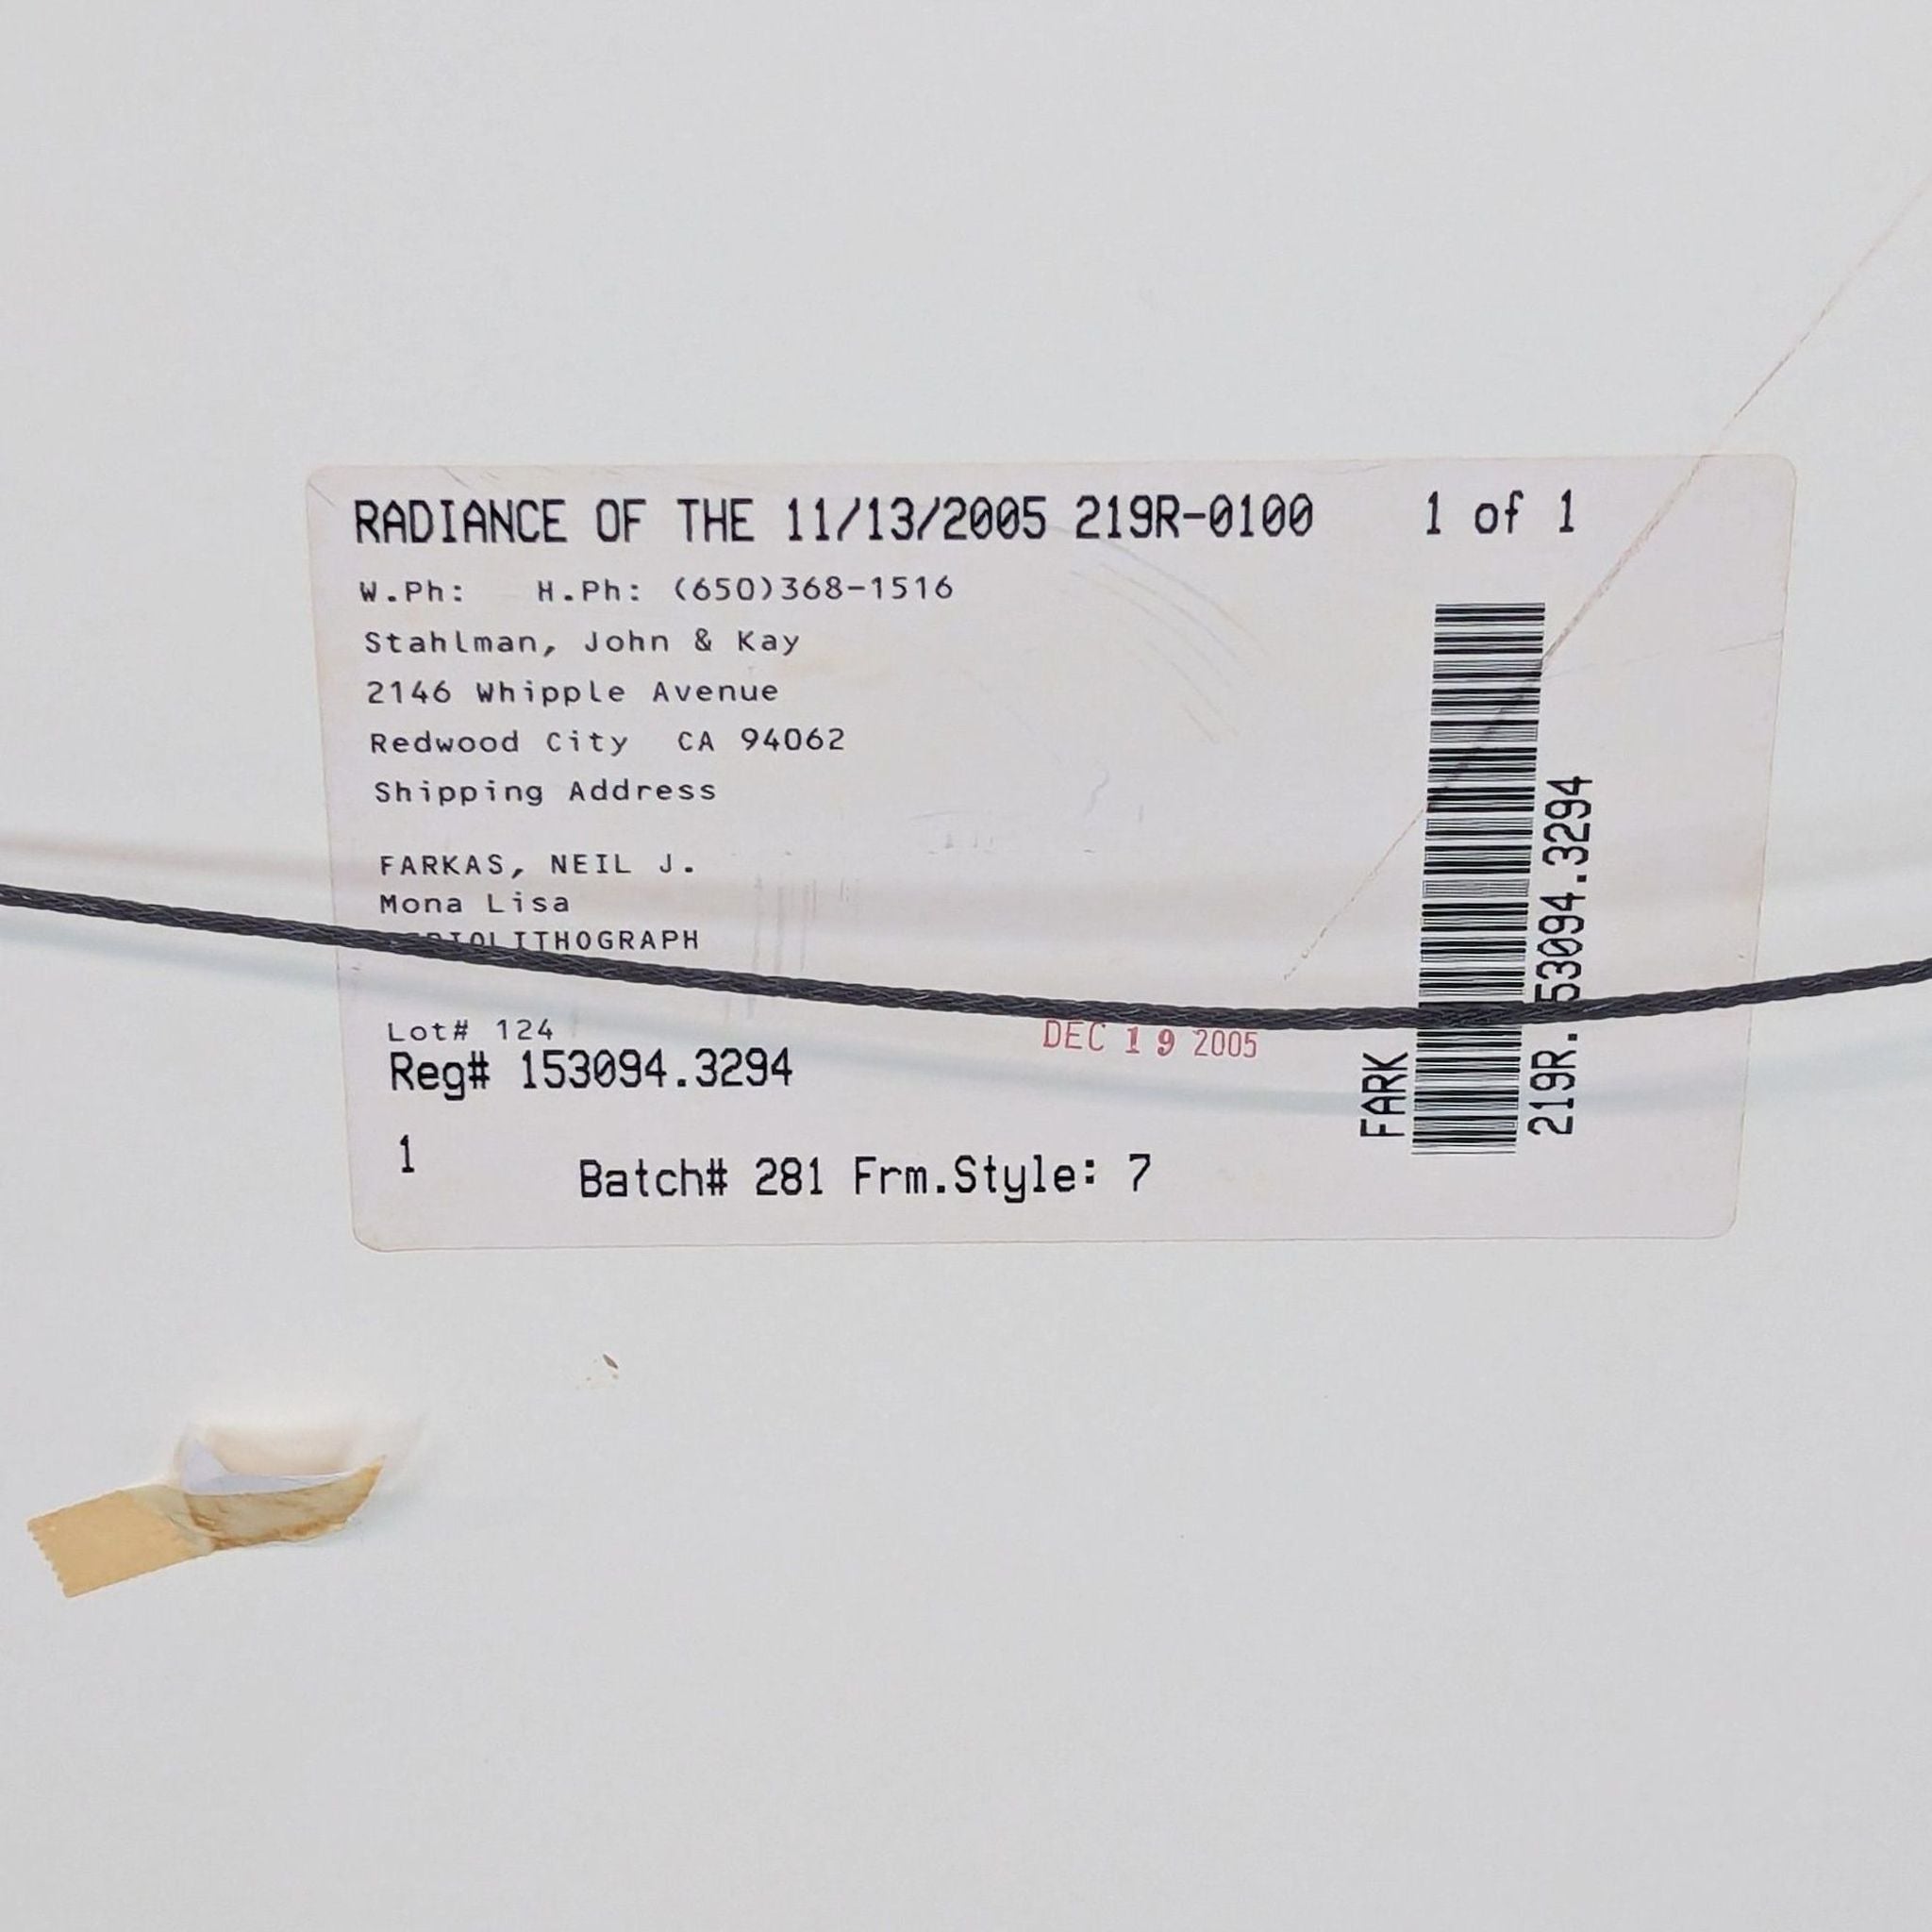 RADIANCE OF THE 11/13/2005 219R-0100 1 of 1
W.Ph: H.Ph: (650)368-1516
Stahlman, John & Kay
2146 Whipple Avenue
Redwood City CA 94062
Shipping Address
FARKAS, NEIL J.
Mona Lisa
Lot# 124
DEC 19 2005
Reg# 153094.3294
1
Batch# 281 Frm.Style: 7
FARK